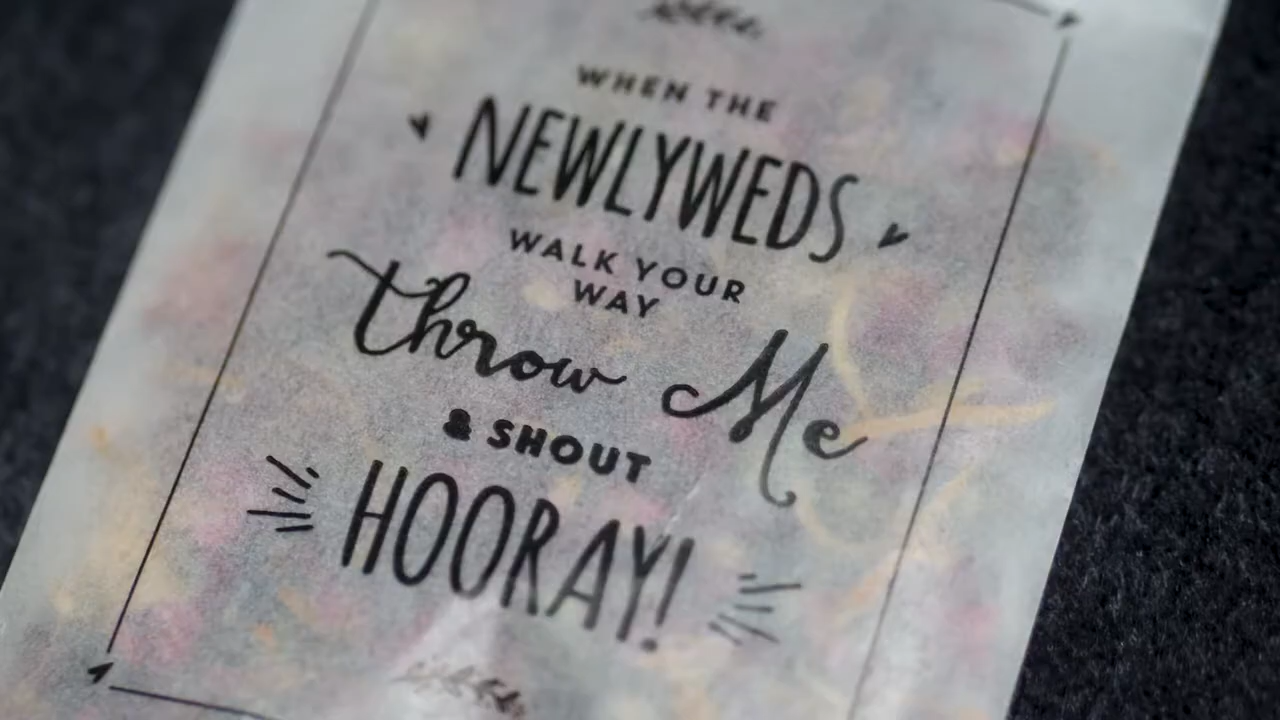 WHEN THE
NEWLYWEDS
WALK YOUR
WAY
throw Me
& SHOUT
HOORAY!